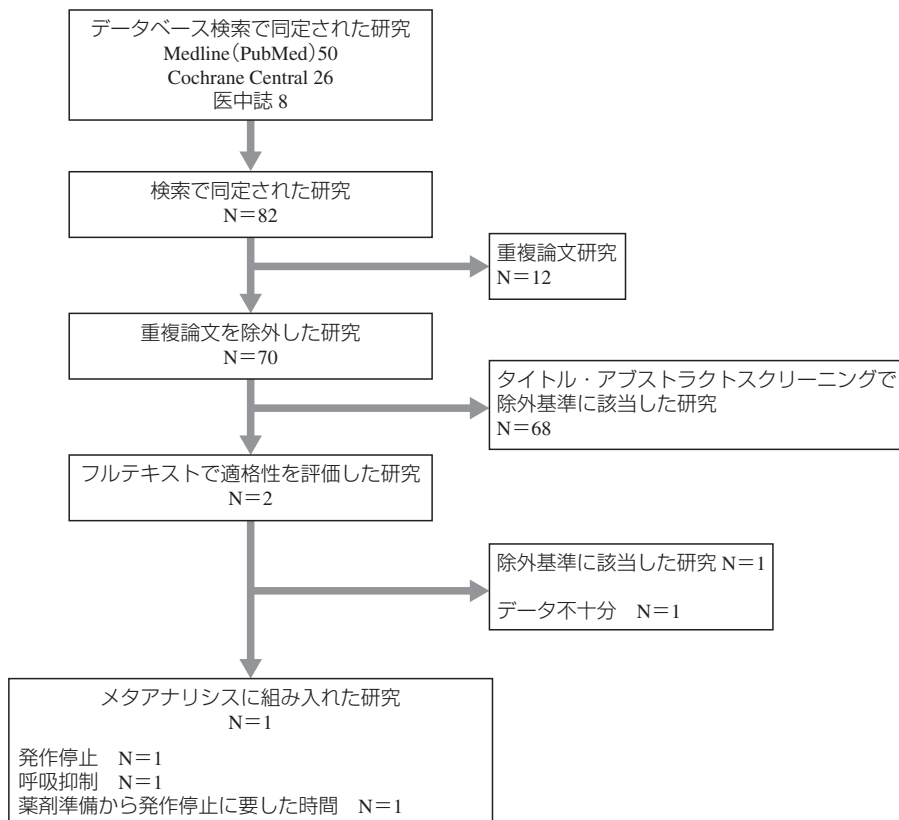 データベース検索で同定された研究
Medline(PubMed)50
Cochrane Central 26
医中誌 8
検索で同定された研究
N=82
重複論文研究
N=12
重複論文を除外した研究
N=70
タイトル・アブストラクトスクリーニングで
除外基準に該当した研究
N=68
フルテキストで適格性を評価した研究
N=2
除外基準に該当した研究 N=1
データ不十分　N=1
メタアナリシスに組み入れた研究
N=1
発作停止　N=1
呼吸抑制　N=1
薬剤準備から発作停止に要した時間　N=1